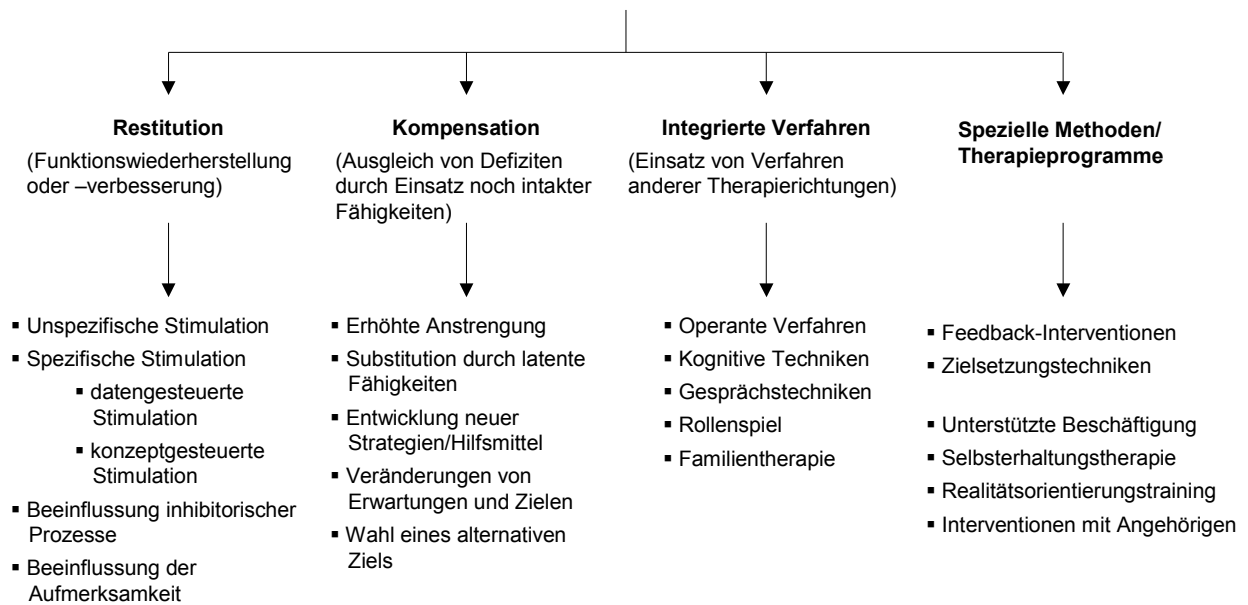 Restitution
(Funktionswiederherstellung
oder –verbesserung)
▪ Unspezifische Stimulation
▪ Spezifische Stimulation
▪ datengesteuerte
Stimulation
▪ konzeptgesteuerte
Stimulation
▪ Beeinflussung inhibitorischer
Prozesse
▪ Beeinflussung der
Aufmerksamkeit
Kompensation
(Ausgleich von Defiziten
durch Einsatz noch intakter
Fähigkeiten)
▪ Erhöhte Anstrengung
▪ Substitution durch latente
Fähigkeiten
▪ Entwicklung neuer
Strategien/Hilfsmittel
▪ Veränderungen von
Erwartungen und Zielen
▪ Wahl eines alternativen
Ziels
Integrierte Verfahren
(Einsatz von Verfahren
anderer Therapierichtungen)
▪ Operante Verfahren
▪ Kognitive Techniken
▪ Gesprächstechniken
▪ Rollenspiel
▪ Familientherapie
Spezielle Methoden/
Therapieprogramme
▪ Feedback-Interventionen
▪ Zielsetzungstechniken
▪ Unterstützte Beschäftigung
▪ Selbsterhaltungstherapie
▪ Realitätsorientierungstraining
▪ Interventionen mit Angehörigen